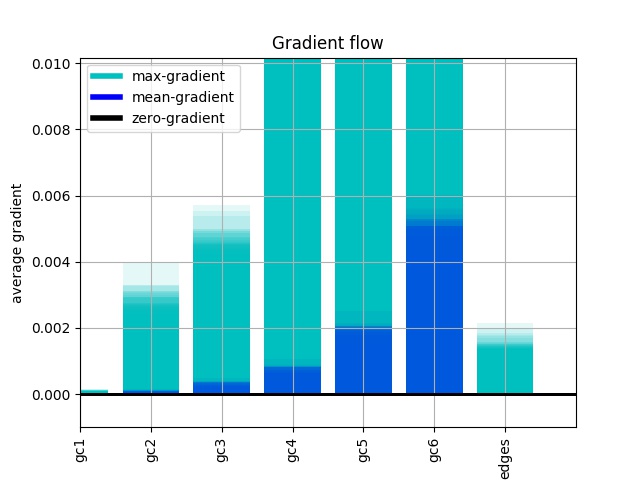 Gradient flow
0.010
0.008
0.006
0.004
0.002
0.000
average gradient
max-gradient
mean-gradient
zero-gradient
gc1
gc2
gc3
gc4
gc5
gc6
edges